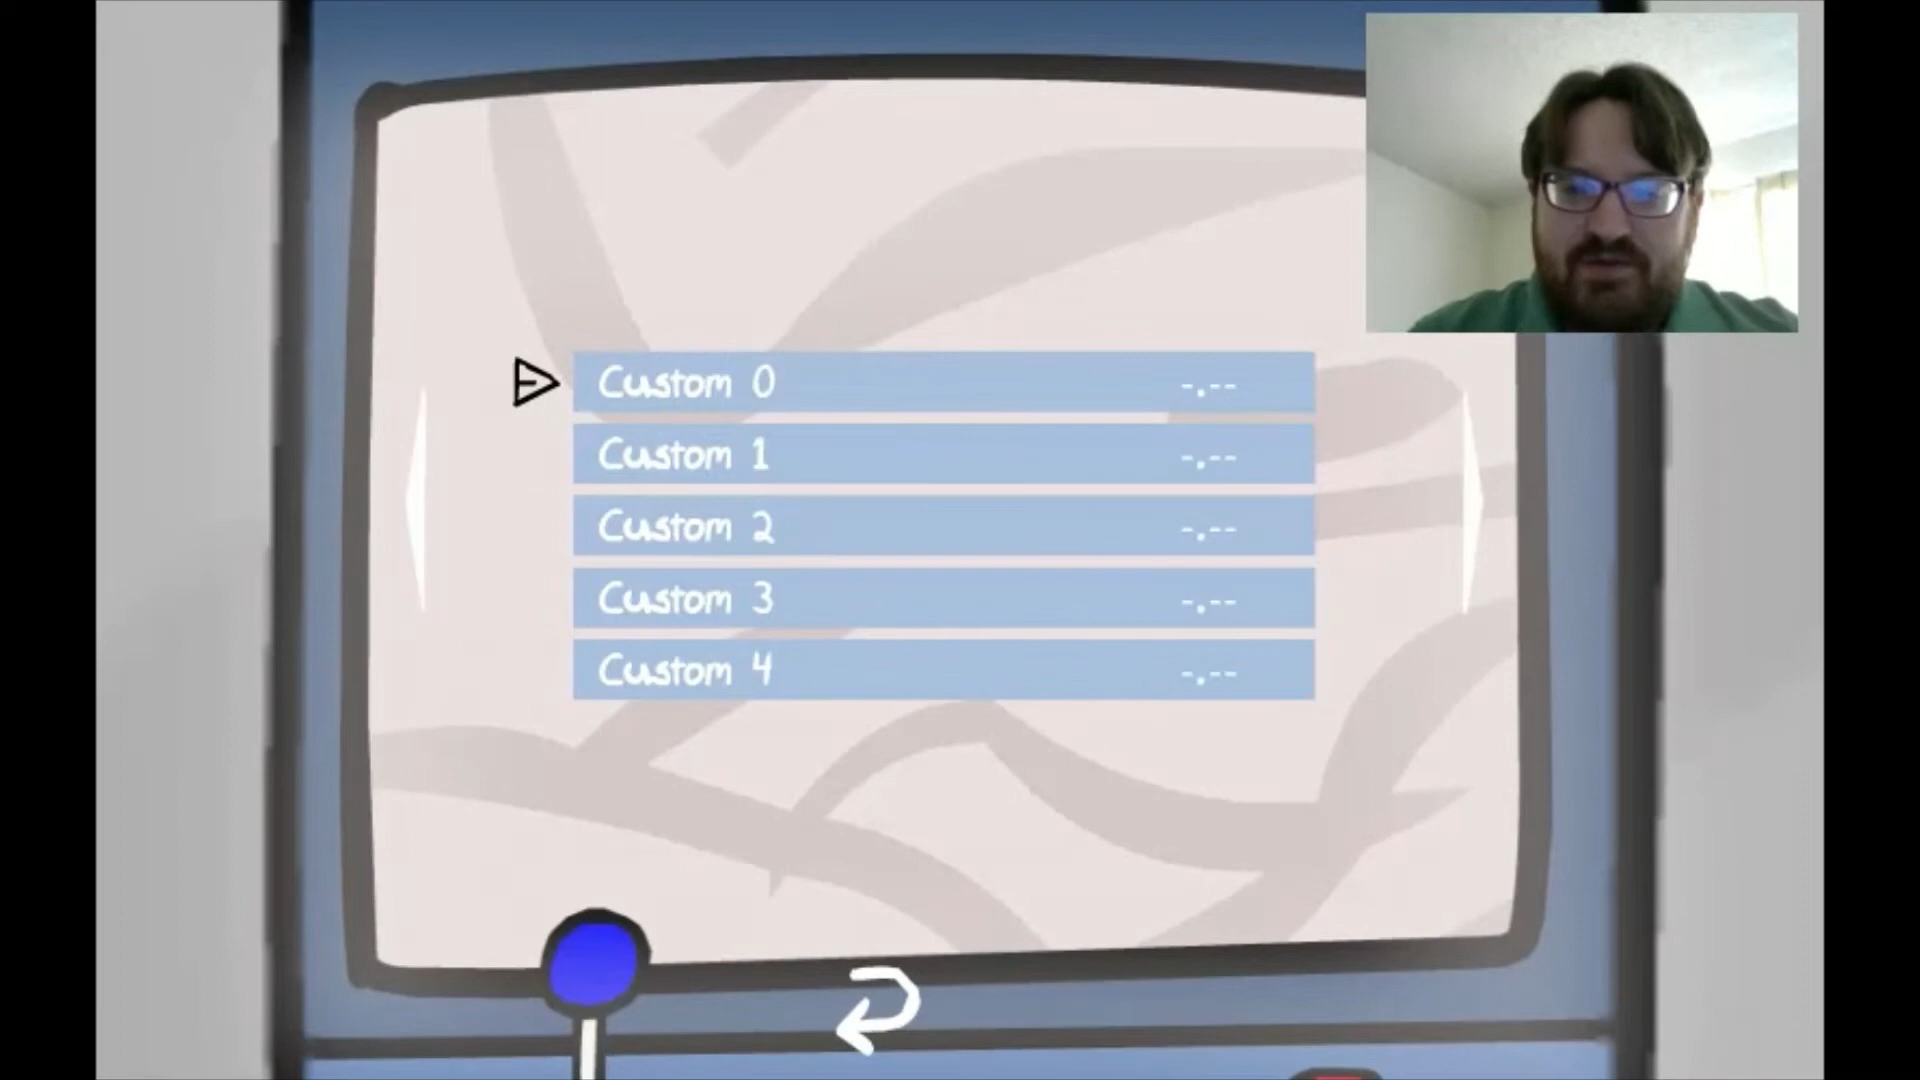 Custom 0 -.--
Custom 1 -.--
Custom 2 -.--
Custom 3 -.--
Custom 4 -.--